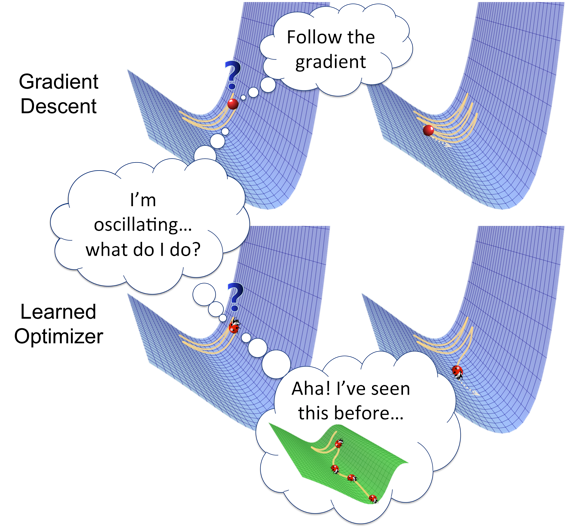 Follow the
gradient
Gradient
Descent
?
I'm
oscillating...
what do I do?
Learned
Optimizer
?
Aha! I've seen
this before...